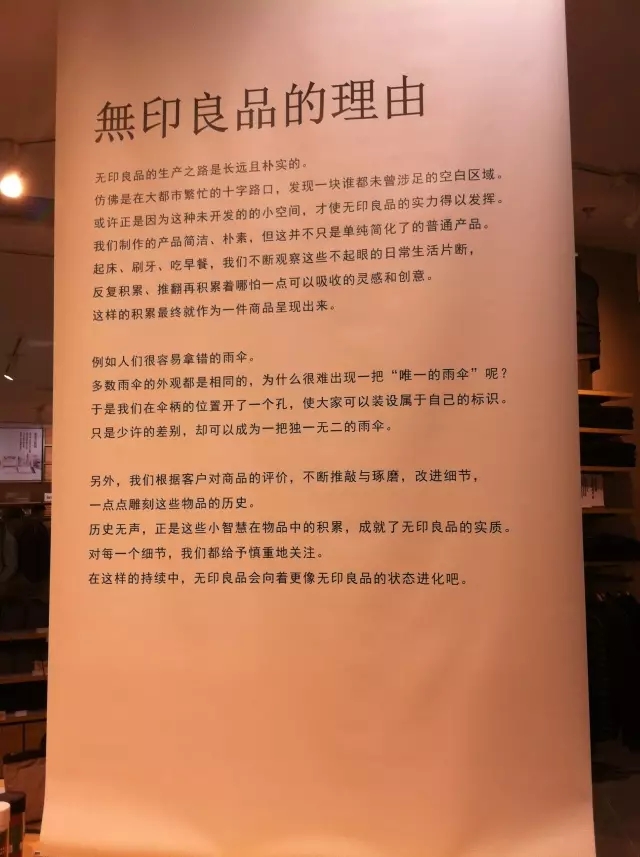 無印良品的理由
无印良品的生产之路是长远且朴实的。
仿佛是在大都市繁忙的十字路口，发现一块谁都未曾涉足的空白区域。
或许正是因为这种未开发的的小空间，才使无印良品的实力得以发挥。
我们制作的产品简洁、朴素，但这并不只是单纯简化了的普通产品。
起床、刷牙、吃早餐，我们不断观察这些不起眼的日常生活片断，
反复积累、推翻再积累着哪怕一点可以吸收的灵感和创意。
这样的积累最终就作为一件商品呈现出来。
例如人们很容易拿错的雨伞。
多数雨伞的外观都是相同的，为什么很难出现一把“唯一的雨伞”呢？
于是我们在伞柄的位置开了一个孔，使大家可以装设属于自己的标识。
只是少许的差别，却可以成为一把独一无二的雨伞。
另外，我们根据客户对商品的评价，不断推敲与琢磨，改进细节，
一点点雕刻这些物品的历史。
历史无声，正是这些小智慧在物品中的积累，成就了无印良品的实质。
对每一个细节，我们都给予慎重地关注。
在这样的持续中，无印良品会向着更像无印良品的状态进化吧。